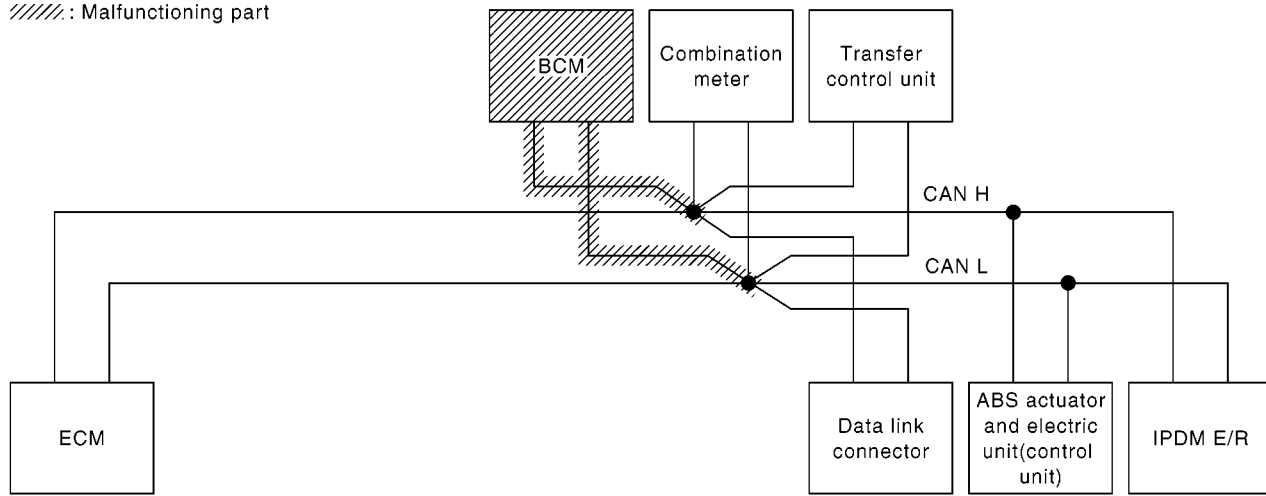 : Malfunctioning part
BCM
Combination
meter
Transfer
control unit
CAN H
CAN L
ECM
Data link
connector
ABS actuator
and electric
unit(control
unit)
IPDM E/R